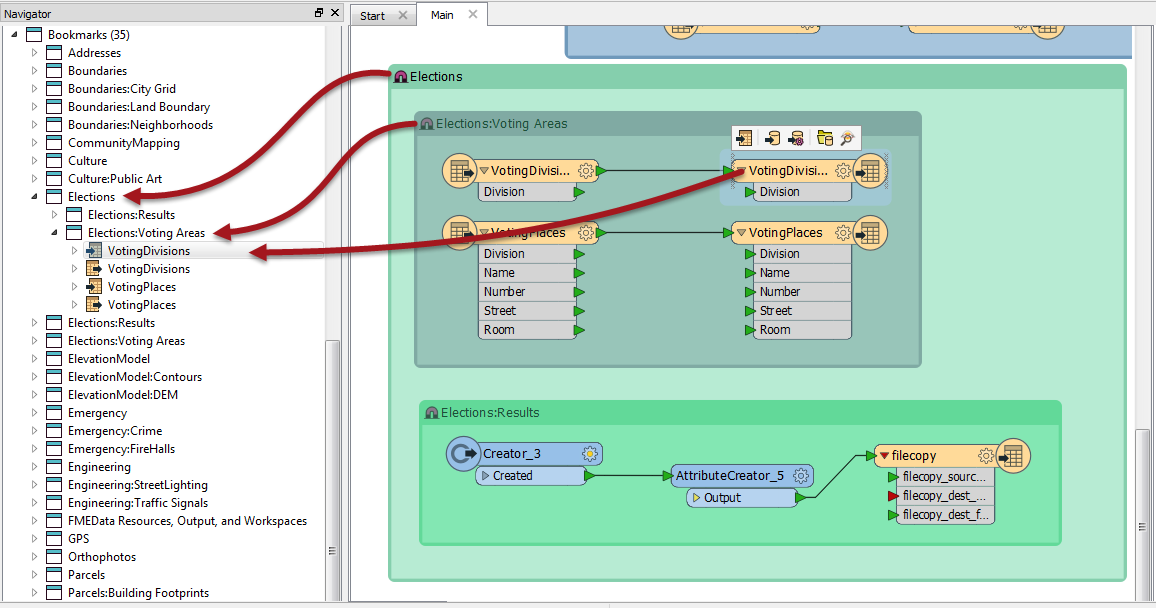 Navigator
Bookmarks (35)
Addresses
Boundaries
Boundaries:City Grid
Boundaries:Land Boundary
Boundaries:Neighborhoods
CommunityMapping
Culture
Culture:Public Art
Elections
Elections:Results
Elections:Voting Areas
VotingDivisions
VotingDivisions
VotingPlaces
VotingPlaces
Elections:Results
Elections:Voting Areas
ElevationModel
ElevationModel:Contours
ElevationModel:DEM
Emergency
Emergency:Crime
Emergency:FireHalls
Engineering
Engineering:StreetLighting
Engineering:Traffic Signals
FMEData Resources, Output, and Workspaces
GPS
Orthophotos
Parcels
Parcels:Building Footprints
Start
Main
Elections
Elections:Voting Areas
VotingDivisi...
Division
VotingDivisi...
Division
VotingPlaces
Division
Name
Number
Street
Room
VotingPlaces
Division
Name
Number
Street
Room
Elections:Results
Creator_3
Created
AttributeCreator_5
Output
filecopy
filecopy_sourc...
filecopy_dest_...
filecopy_dest_f...